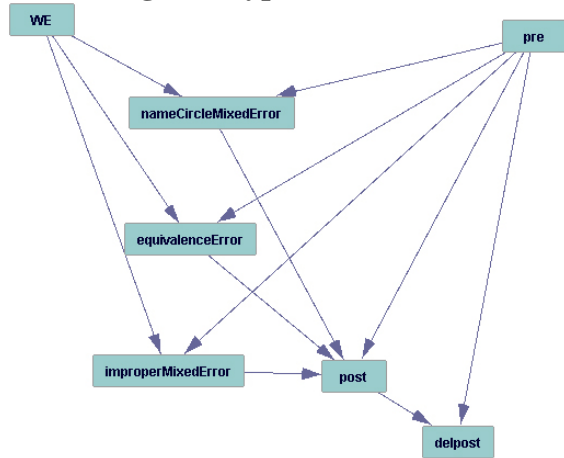 WE
pre
nameCircleMixedError
equivalenceError
improperMixedError
post
delpost